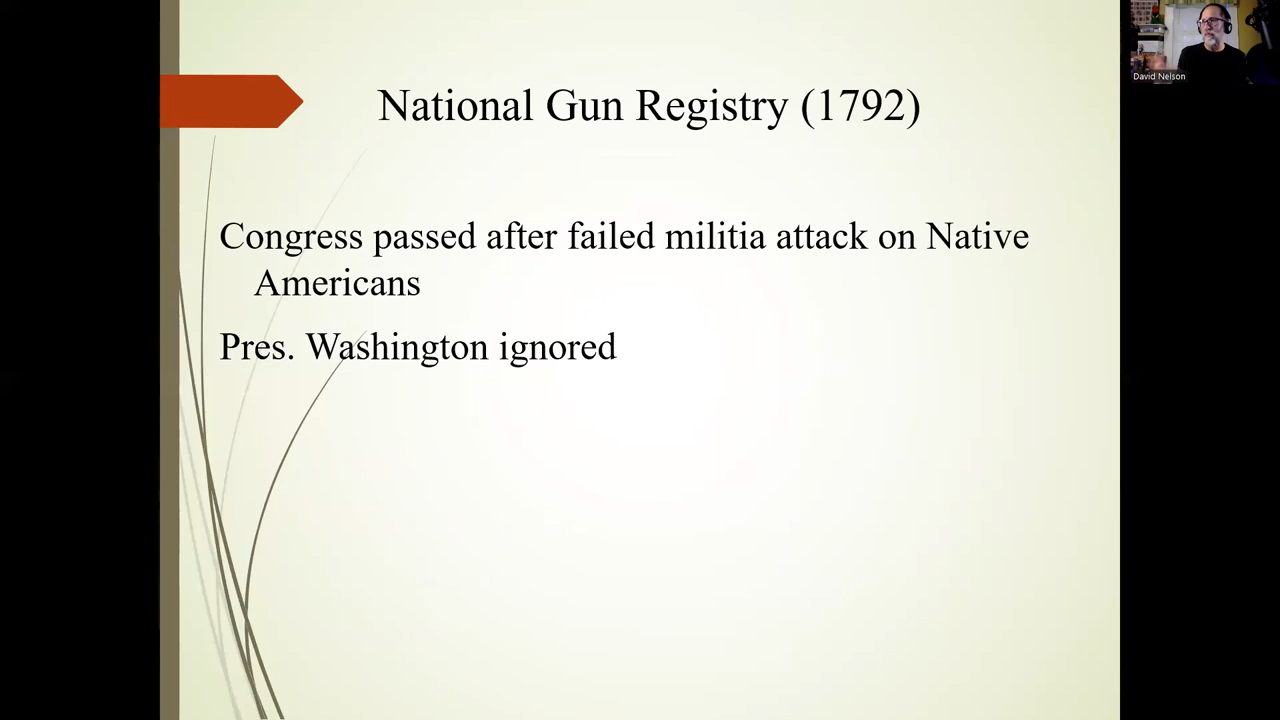 National Gun Registry (1792)
Congress passed after failed militia attack on Native
Americans
Pres. Washington ignored
David Nelson